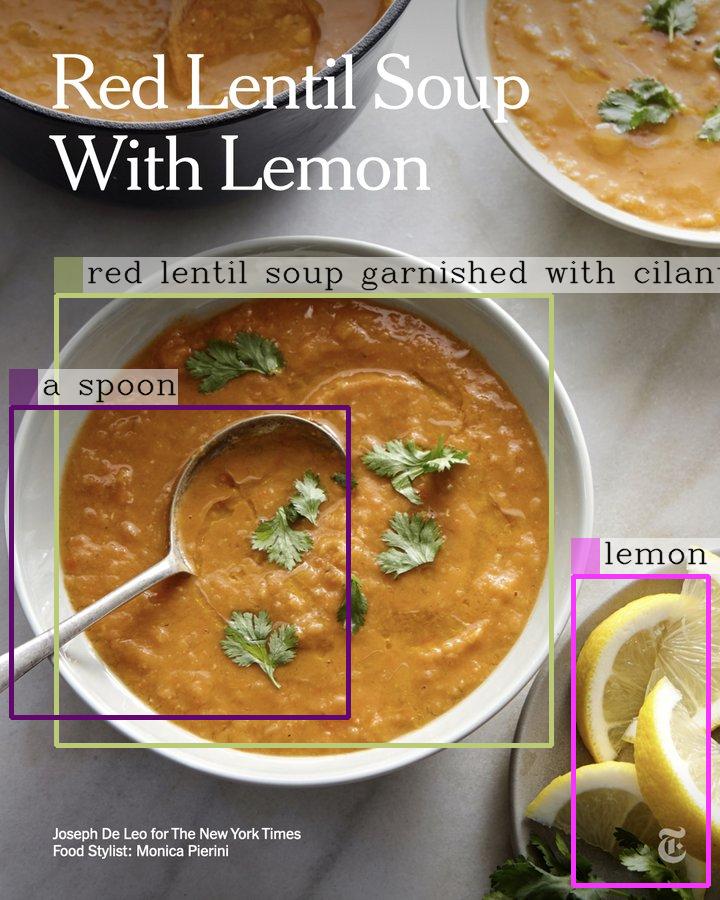 Red Lentil Soup
With Lemon
red lentil soup garnished with cilan
a spoon
lemon
Joseph De Leo for The New York Times
Food Stylist: Monica Pierini
T